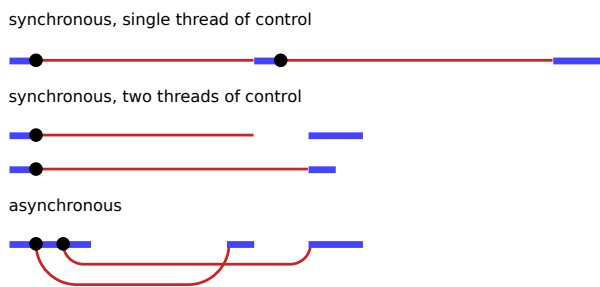 synchronous, single thread of control
synchronous, two threads of control
asynchronous